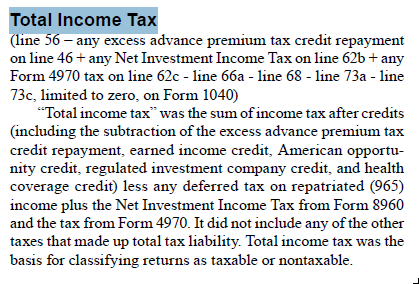 Total Income Tax
(line 56 – any excess advance premium tax credit repayment
on line 46 + any Net Investment Income Tax on line 62b + any
Form 4970 tax on line 62c - line 66a - line 68 - line 73a - line
73c, limited to zero, on Form 1040)
“Total income tax” was the sum of income tax after credits
(including the subtraction of the excess advance premium tax
credit repayment, earned income credit, American opportu-
nity credit, regulated investment company credit, and health
coverage credit) less any deferred tax on repatriated (965)
income plus the Net Investment Income Tax from Form 8960
and the tax from Form 4970. It did not include any of the other
taxes that made up total tax liability. Total income tax was the
basis for classifying returns as taxable or nontaxable.